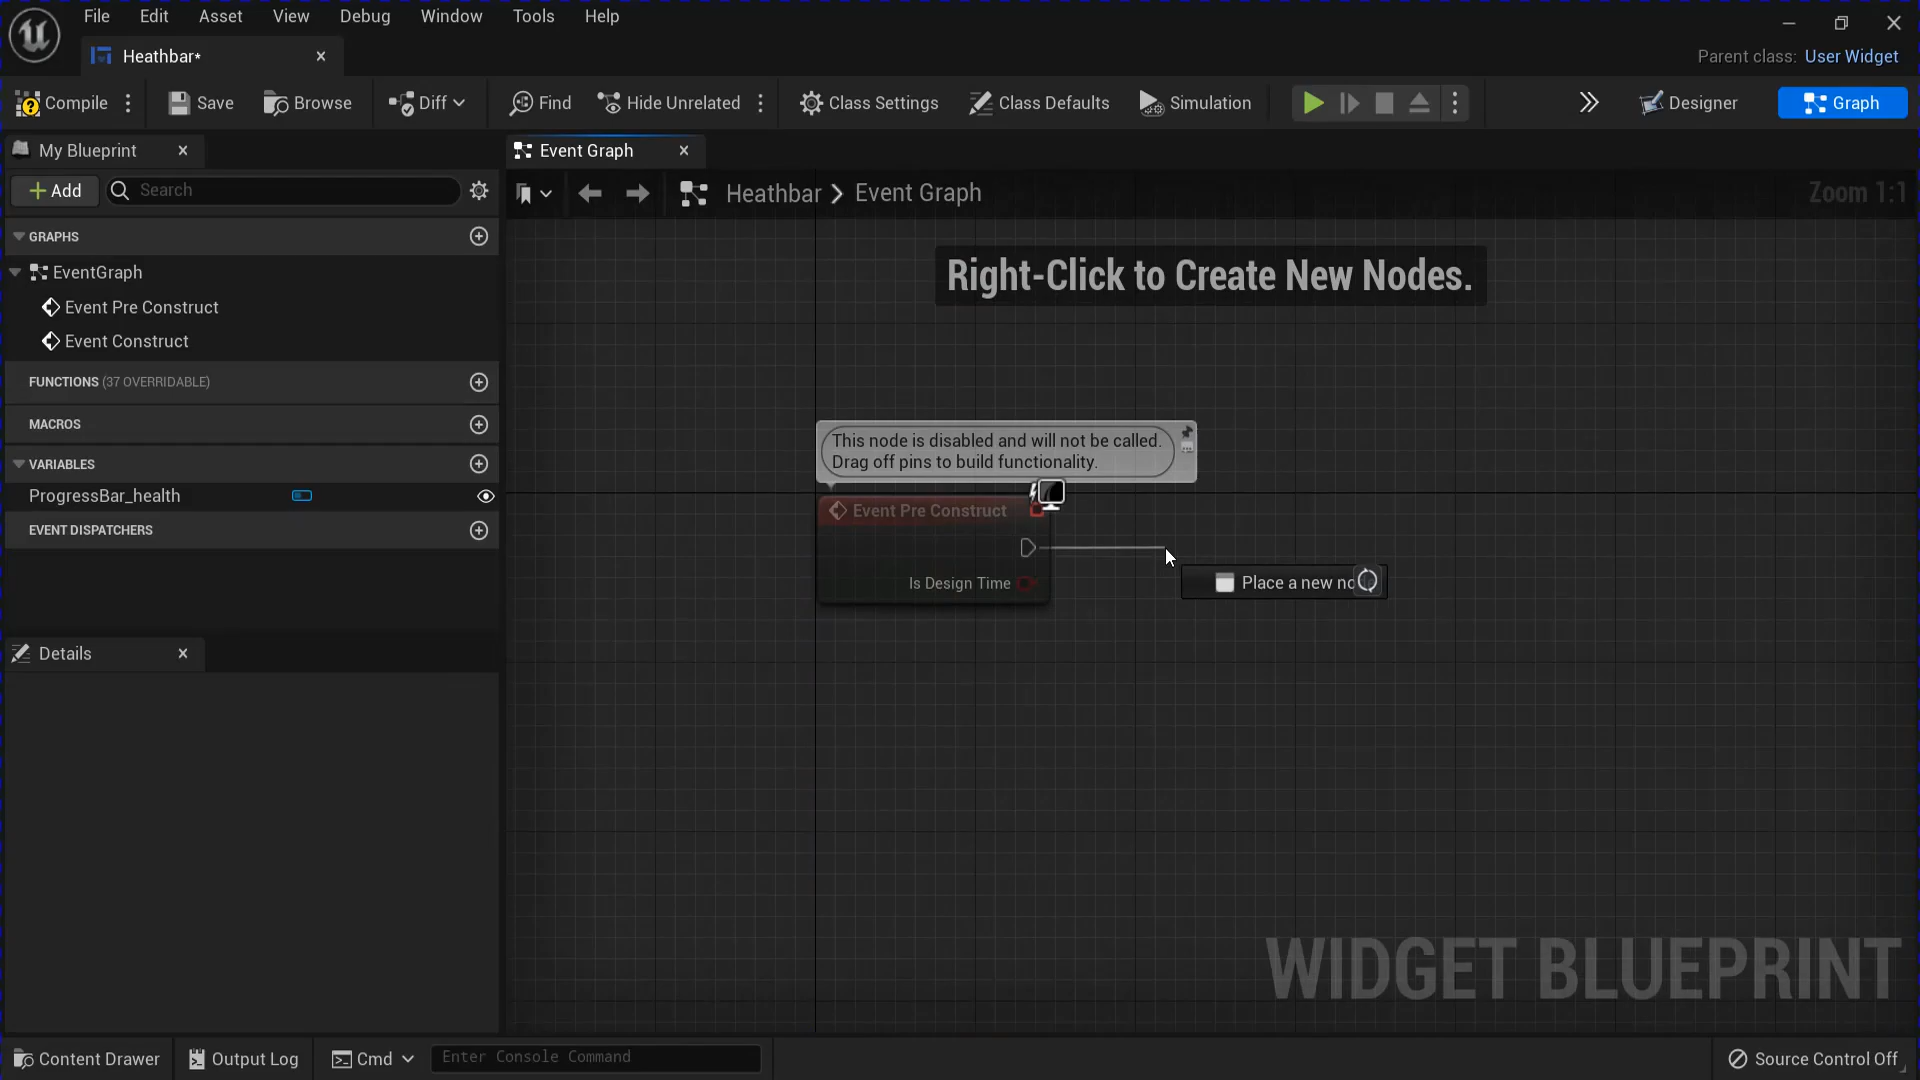 File Edit Asset View Debug Window Tools Help
Heathbar*
Parent class: User Widget
Compile Save Browse Diff Find Hide Unrelated Class Settings Class Defaults Simulation Designer Graph
My Blueprint
Event Graph
+ Add Search
Heathbar > Event Graph
Zoom 1:1
GRAPHS
EventGraph
Event Pre Construct
Event Construct
FUNCTIONS (37 OVERRIDABLE)
MACROS
VARIABLES
ProgressBar_health
EVENT DISPATCHERS
Details
Right-Click to Create New Nodes.
This node is disabled and will not be called.
Drag off pins to build functionality.
Event Pre Construct
Is Design Time
Place a new
WIDGET BLUEPRINT
Content Drawer Output Log Cmd Enter Console Command Source Control Off